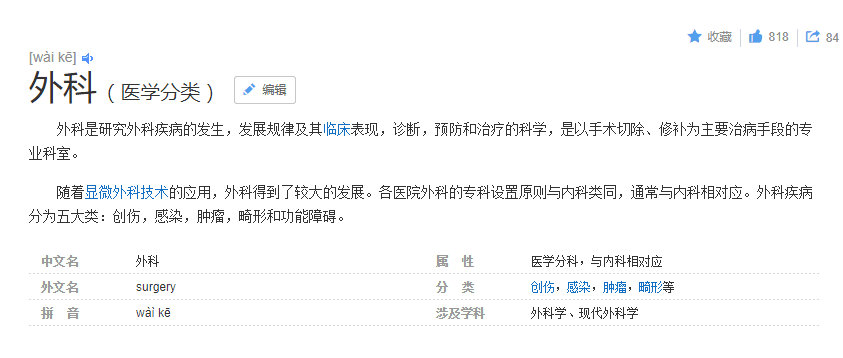 收藏 818 84
[wài kē]
外科（医学分类） 编辑
外科是研究外科疾病的发生，发展规律及其临床表现，诊断，预防和治疗的科学，是以手术切除、修补为主要治病手段的专
业科室。
随着显微外科技术的应用，外科得到了较大的发展。各医院外科的专科设置原则与内科类同，通常与内科相对应。外科疾病
分为五大类：创伤，感染，肿瘤，畸形和功能障碍。
中文名 外科 属 性 医学分科，与内科相对应
外文名 surgery 分 类 创伤，感染，肿瘤，畸形等
拼 音 wài kē 涉及学科 外科学、现代外科学